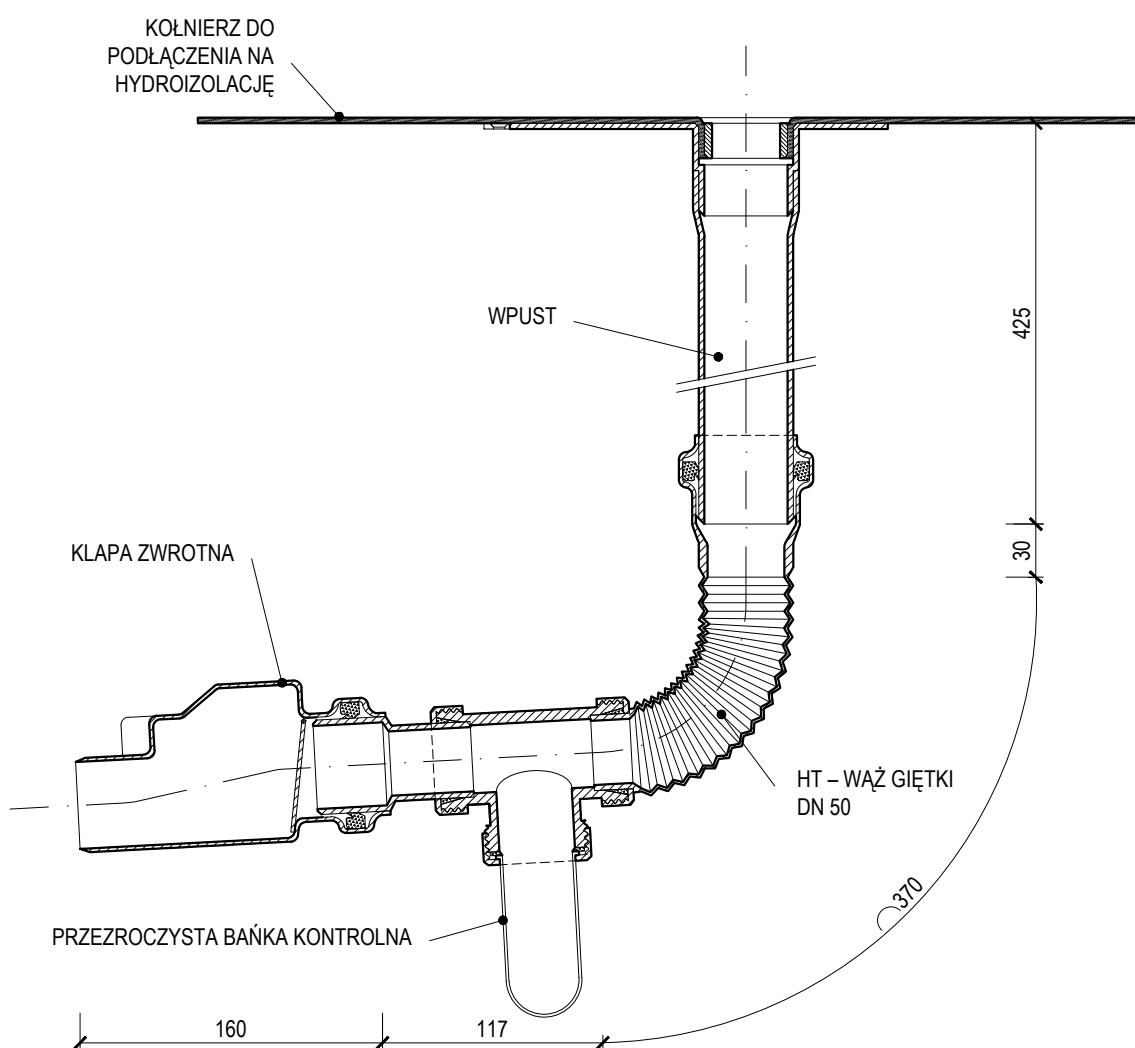 KOŁNIERZ DO
PODŁĄCZENIA NA
HYDROIZOLACJĘ
WPUST
425
KLAPA ZWROTNA
30
HT – WĄŻ GIĘTKI
DN 50
370
PRZEZROCZYSTA BAŃKA KONTROLNA
160
117